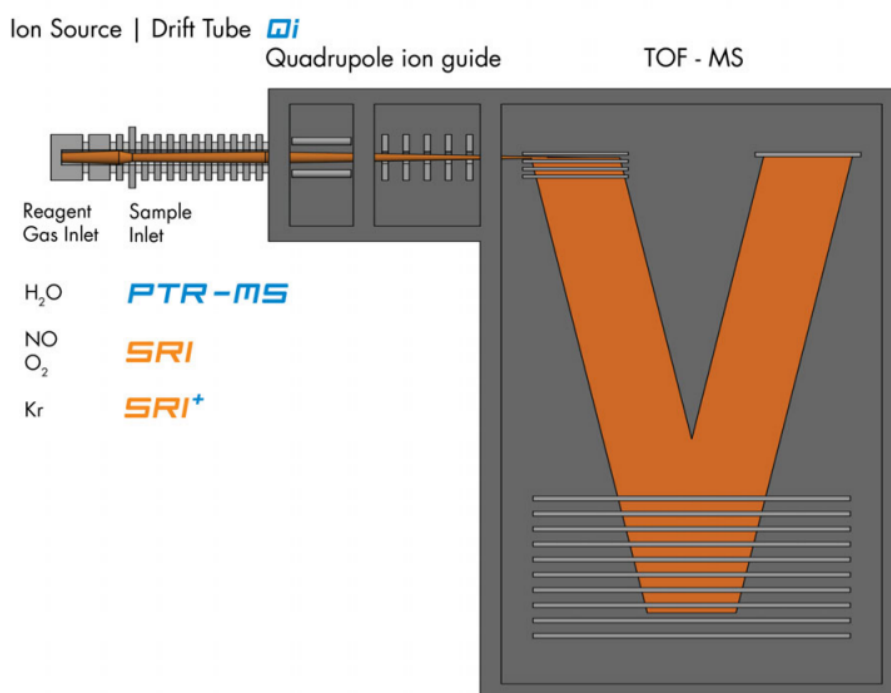 Ion Source | Drift Tube Qi
Quadrupole ion guide
TOF - MS
Reagent
Gas Inlet
Sample
Inlet
H₂O
PTR-MS
NO
O₂
SRI
Kr
SRI⁺